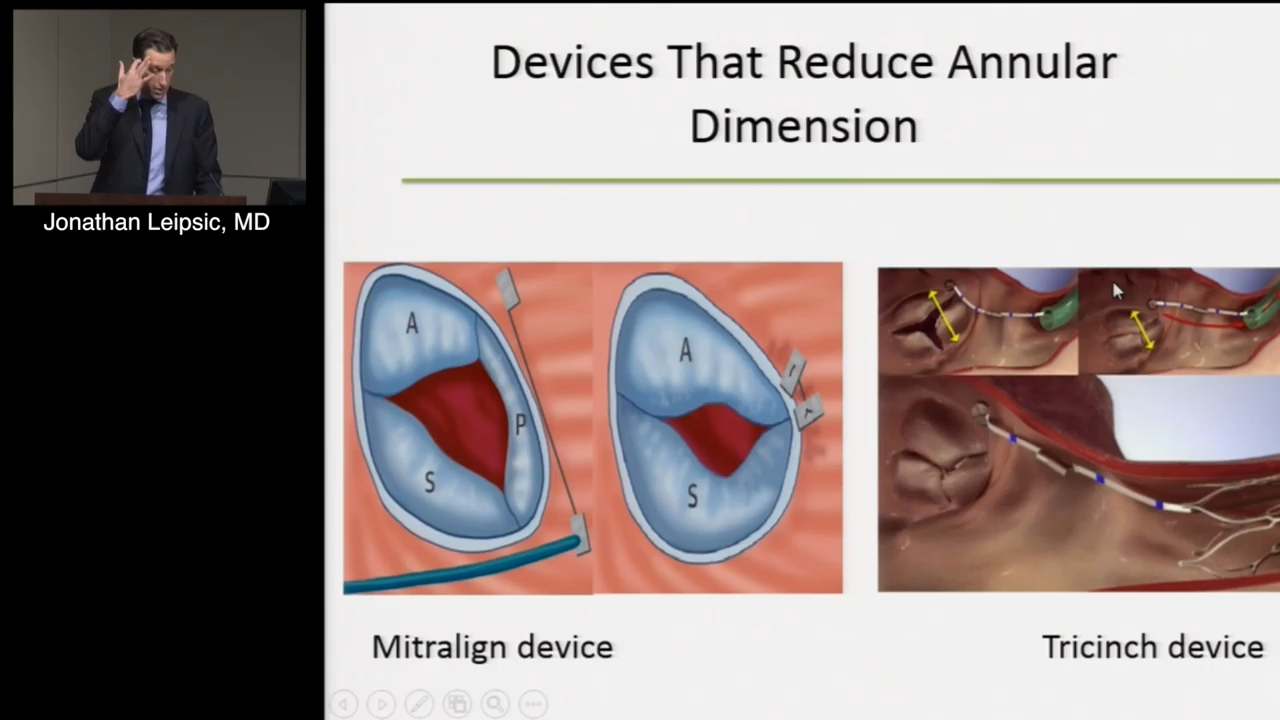 Jonathan Leipsic, MD
Devices That Reduce Annular
Dimension
A
P
S
A
S
Mitralign device
Tricinch device